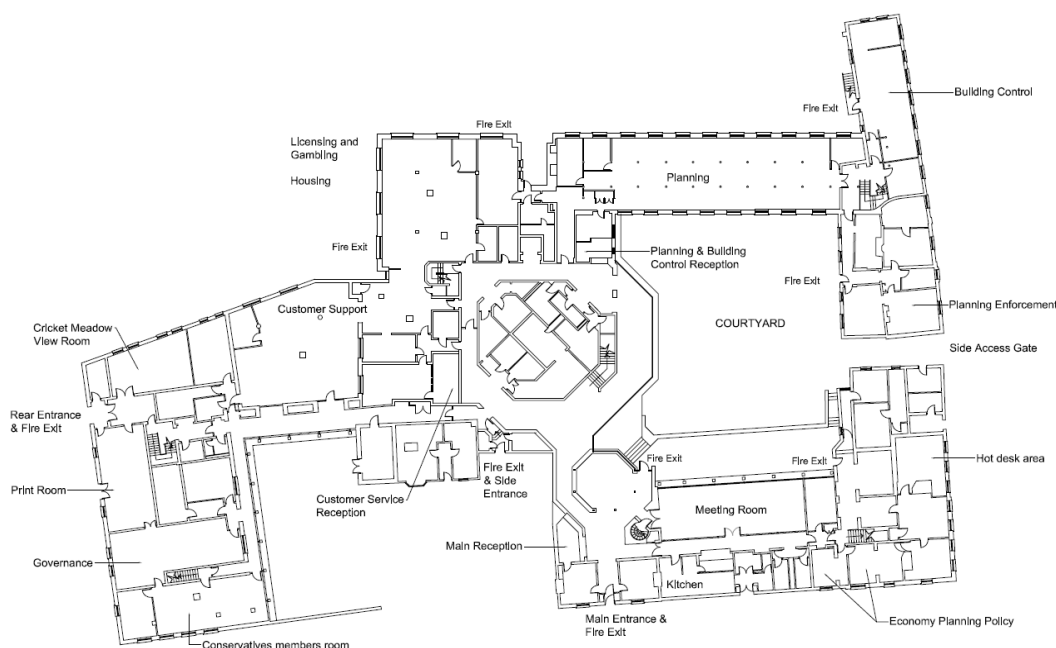 Building Control
Fire Exit
Fire Exit
Licensing and
Gambling
Housing
Planning
Fire Exit
Planning & Building
Control Reception
Fire Exit
Planning Enforcement
Customer Support
COURTYARD
Cricket Meadow
View Room
Side Access Gate
Rear Entrance
& Fire Exit
Fire Exit
& Side
Entrance
Fire Exit
Fire Exit
Hot desk area
Print Room
Customer Service
Reception
Meeting Room
Main Reception
Governance
Kitchen
Main Entrance &
Fire Exit
Economy Planning Policy
Conservatives members room